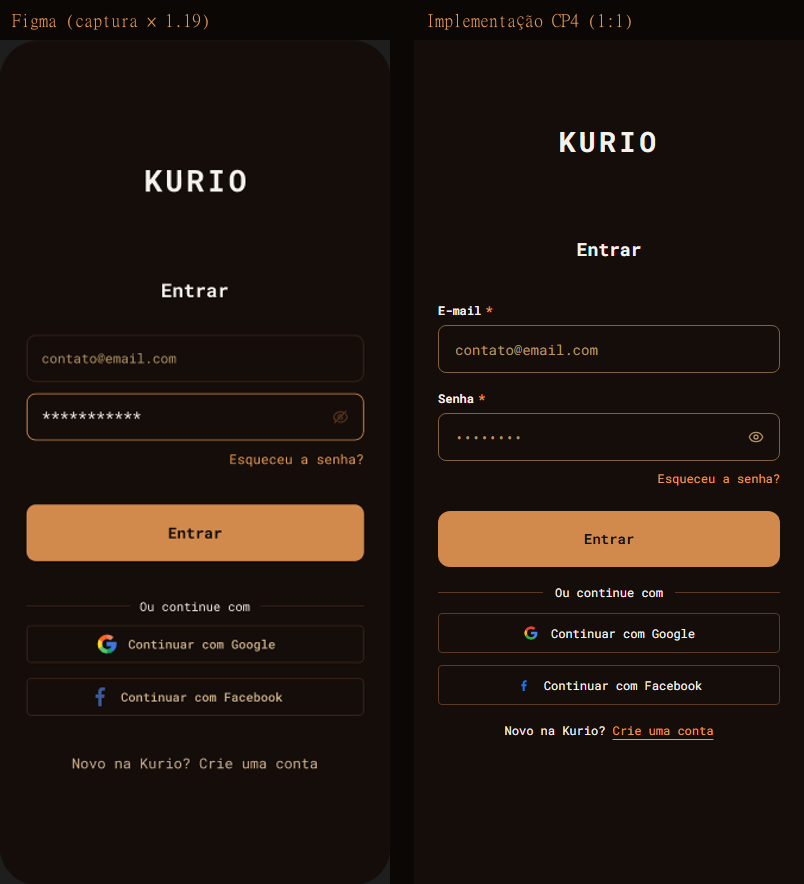 Figma (captura × 1.19)
KURIO
Entrar
contato@email.com
***********
Esqueceu a senha?
Entrar
Ou continue com
Continuar com Google
Continuar com Facebook
Novo na Kurio? Crie uma conta
Implementação CP4 (1:1)
KURIO
Entrar
E-mail *
contato@email.com
Senha *
••••••••
Esqueceu a senha?
Entrar
Ou continue com
Continuar com Google
Continuar com Facebook
Novo na Kurio? Crie uma conta